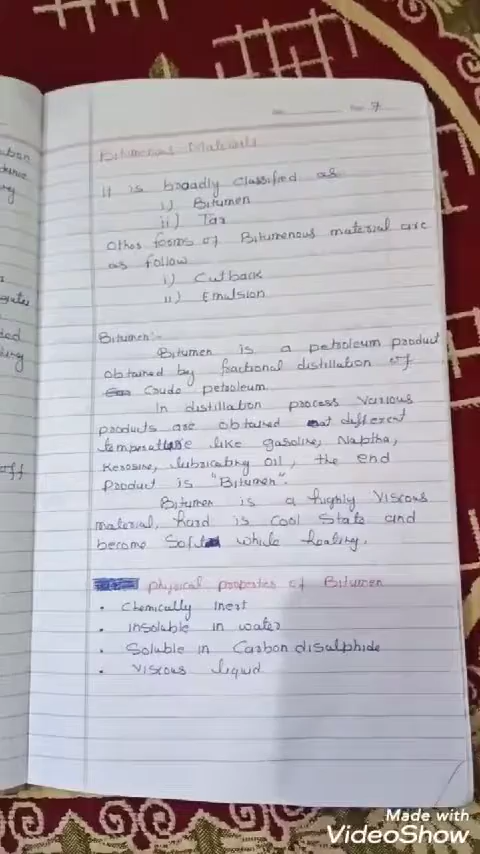 7
Bitumenous Materials
It is broadly classified as
i) Bitumen
ii) Tar
Other forms of Bitumenous material are
as follow
i) Cutback
ii) Emulsion
Bitumen:-
Bitumen is a petroleum product
obtained by fractional distillation of
Crude petroleum.
In distillation process various
products are obtained at different
temperature like gasoline, Naptha,
Kerosine, lubricating oil, the end
product is "Bitumen".
Bitumen is a highly viscous
material, hard is cool state and
become Soft while heating.
physical properties of Bitumen
• Chemically inert
• insoluble in water
• Soluble in Carbon disulphide
• Viscous liquid
Made with
VideoShow